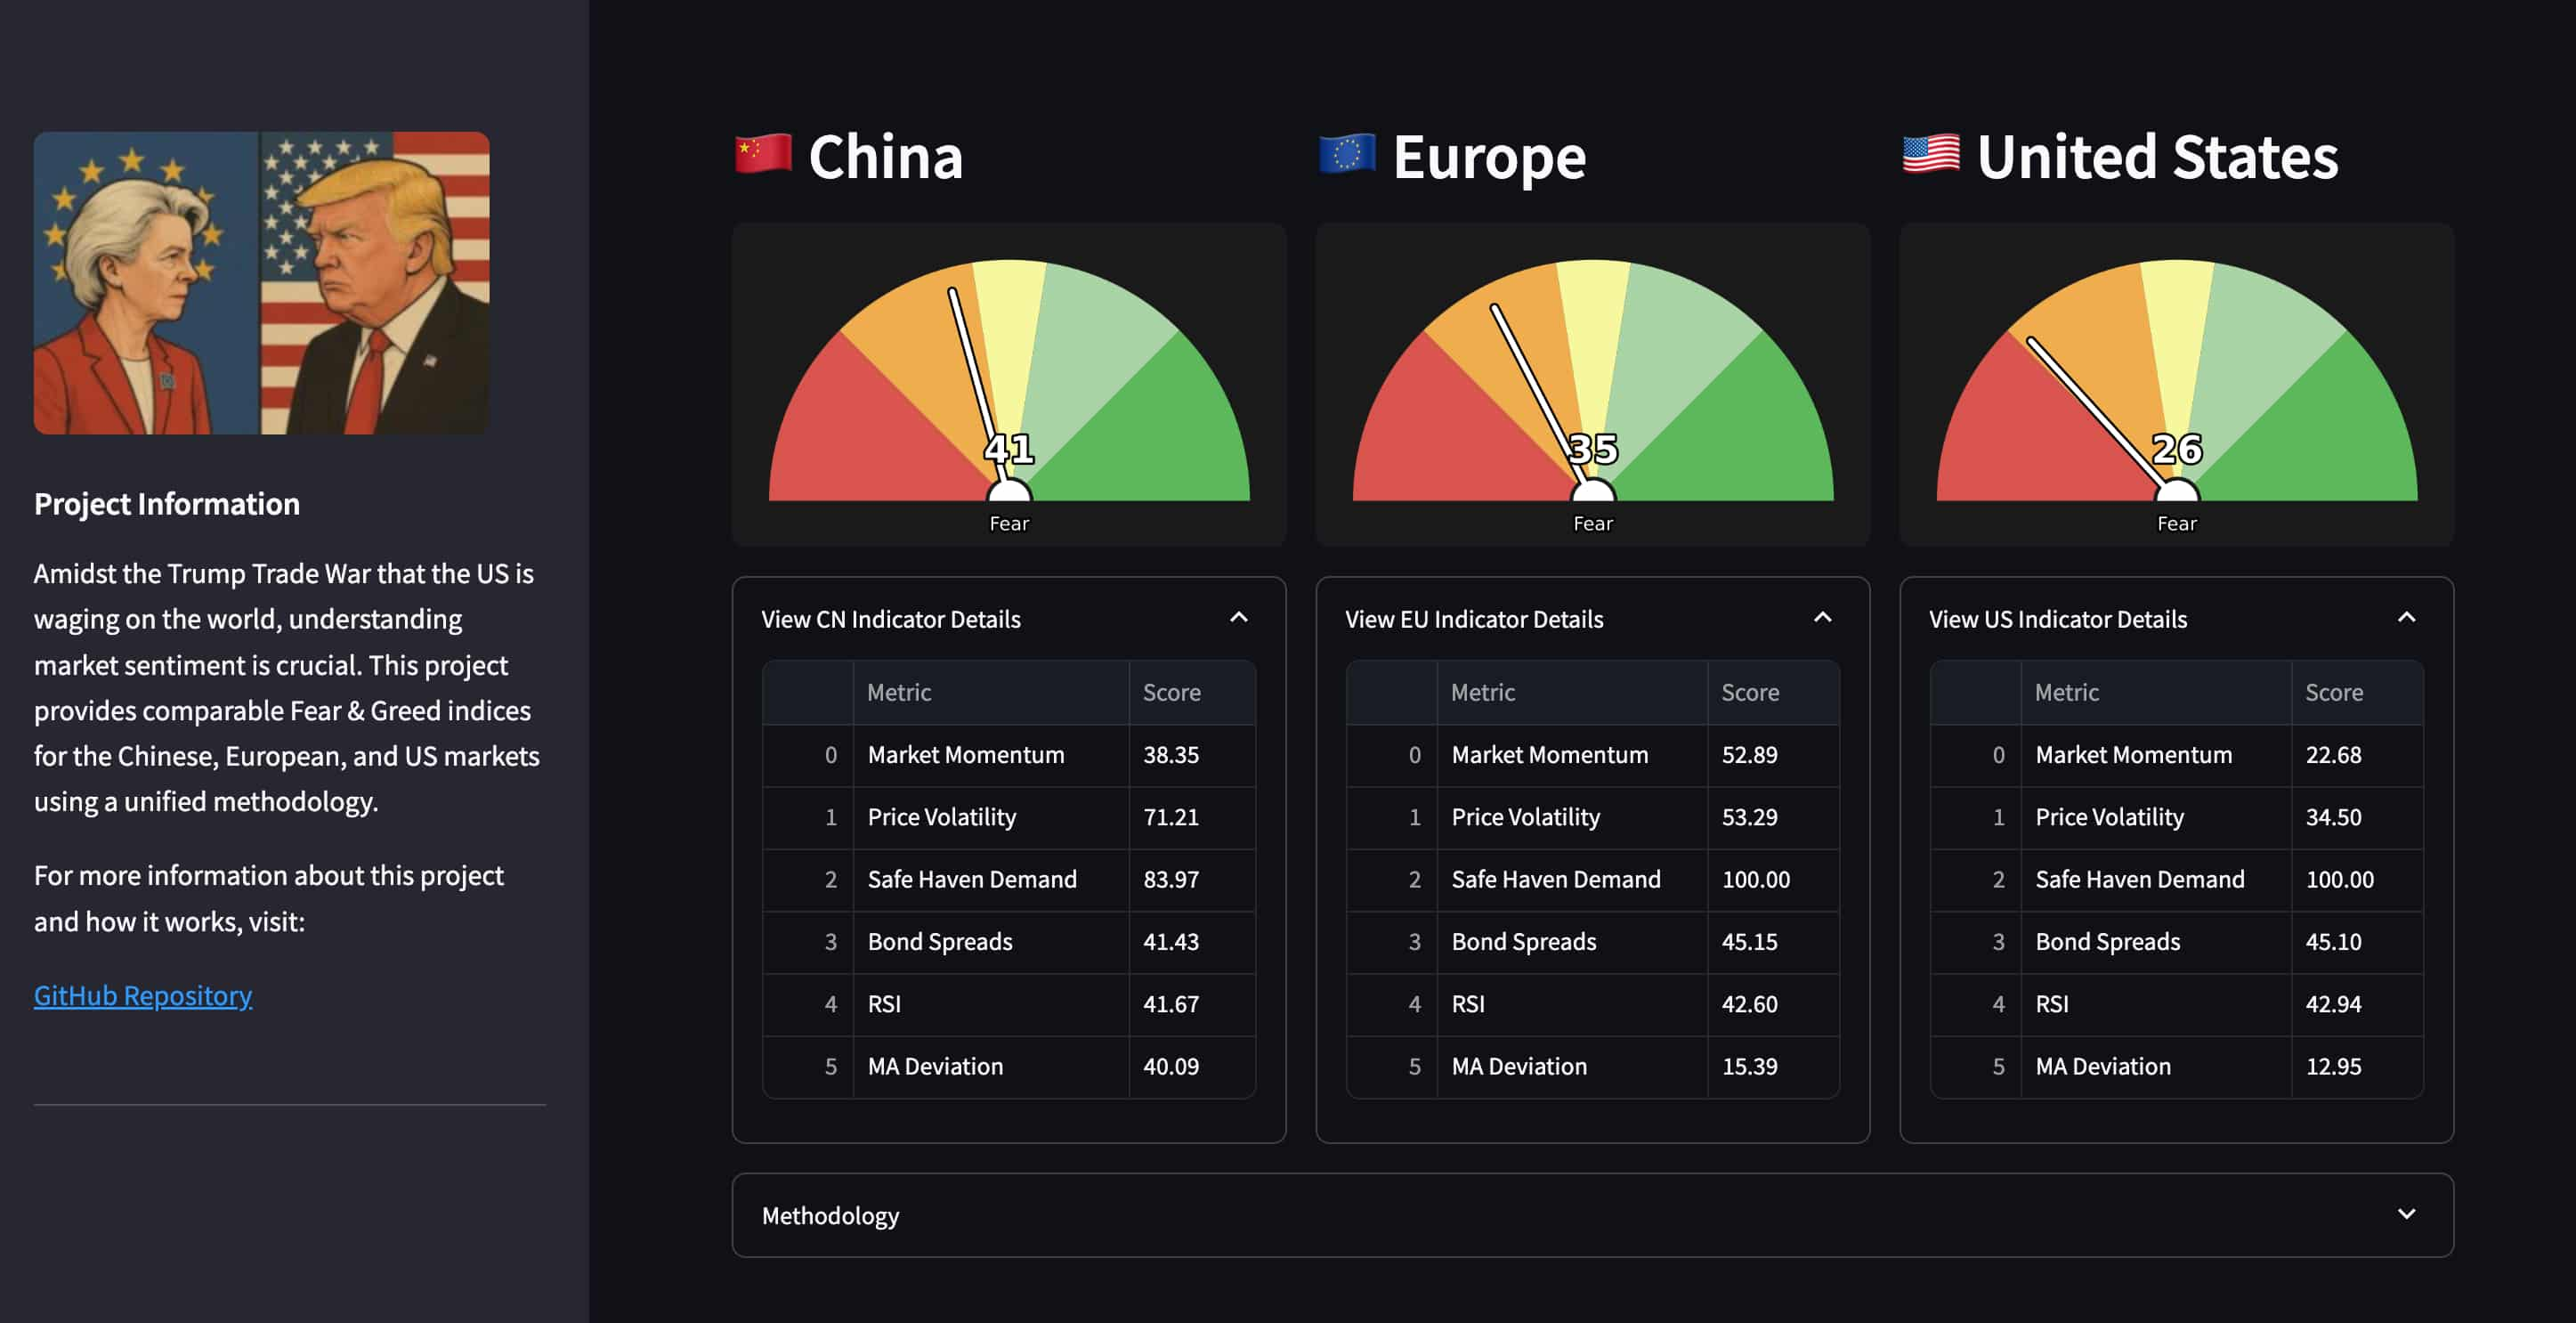 Project Information
Amidst the Trump Trade War that the US is
waging on the world, understanding
market sentiment is crucial. This project
provides comparable Fear & Greed indices
for the Chinese, European, and US markets
using a unified methodology.
For more information about this project
and how it works, visit:
GitHub Repository
China
41
Fear
View CN Indicator Details
Metric Score
0 Market Momentum 38.35
1 Price Volatility 71.21
2 Safe Haven Demand 83.97
3 Bond Spreads 41.43
4 RSI 41.67
5 MA Deviation 40.09
Europe
35
Fear
View EU Indicator Details
Metric Score
0 Market Momentum 52.89
1 Price Volatility 53.29
2 Safe Haven Demand 100.00
3 Bond Spreads 45.15
4 RSI 42.60
5 MA Deviation 15.39
United States
26
Fear
View US Indicator Details
Metric Score
0 Market Momentum 22.68
1 Price Volatility 34.50
2 Safe Haven Demand 100.00
3 Bond Spreads 45.10
4 RSI 42.94
5 MA Deviation 12.95
Methodology